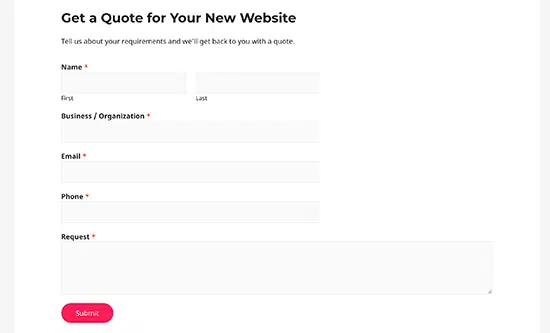 Get a Quote for Your New Website
Tell us about your requirements and we'll get back to you with a quote.
Name *
First Last
Business / Organization *
Email *
Phone *
Request *
Submit